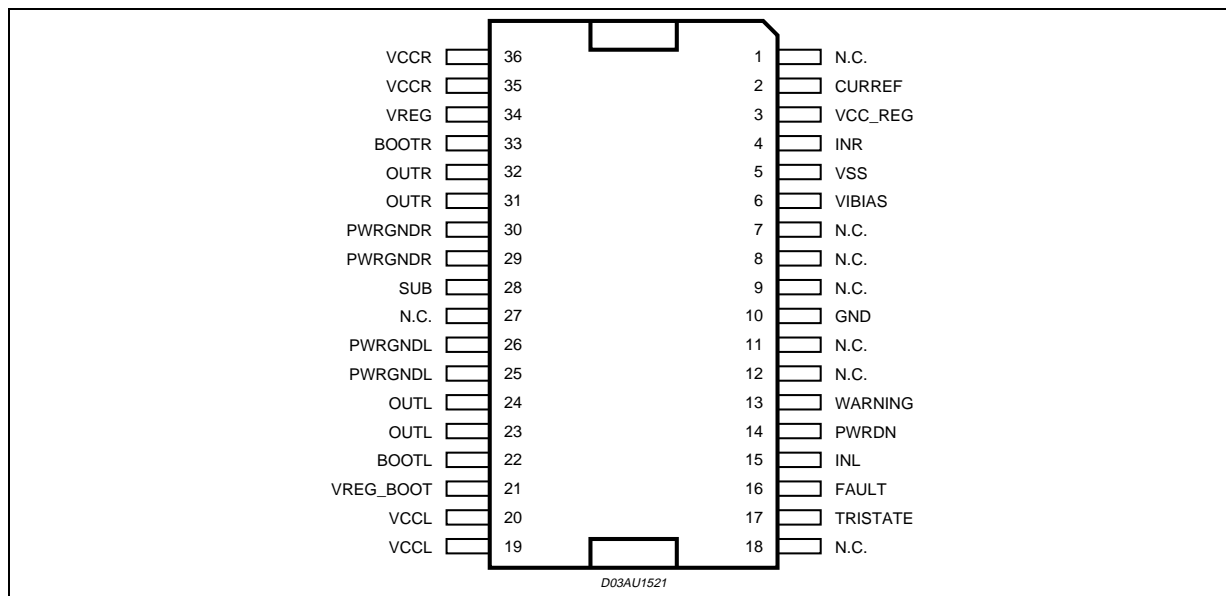 VCCR 36 1 N.C.
VCCR 35 2 CURREF
VREG 34 3 VCC_REG
BOOTR 33 4 INR
OUTR 32 5 VSS
OUTR 31 6 VIBIAS
PWRGNDR 30 7 N.C.
PWRGNDR 29 8 N.C.
SUB 28 9 N.C.
N.C. 27 10 GND
PWRGNDL 26 11 N.C.
PWRGNDL 25 12 N.C.
OUTL 24 13 WARNING
OUTL 23 14 PWRDN
BOOTL 22 15 INL
VREG_BOOT 21 16 FAULT
VCCL 20 17 TRISTATE
VCCL 19 18 N.C.
D03AU1521